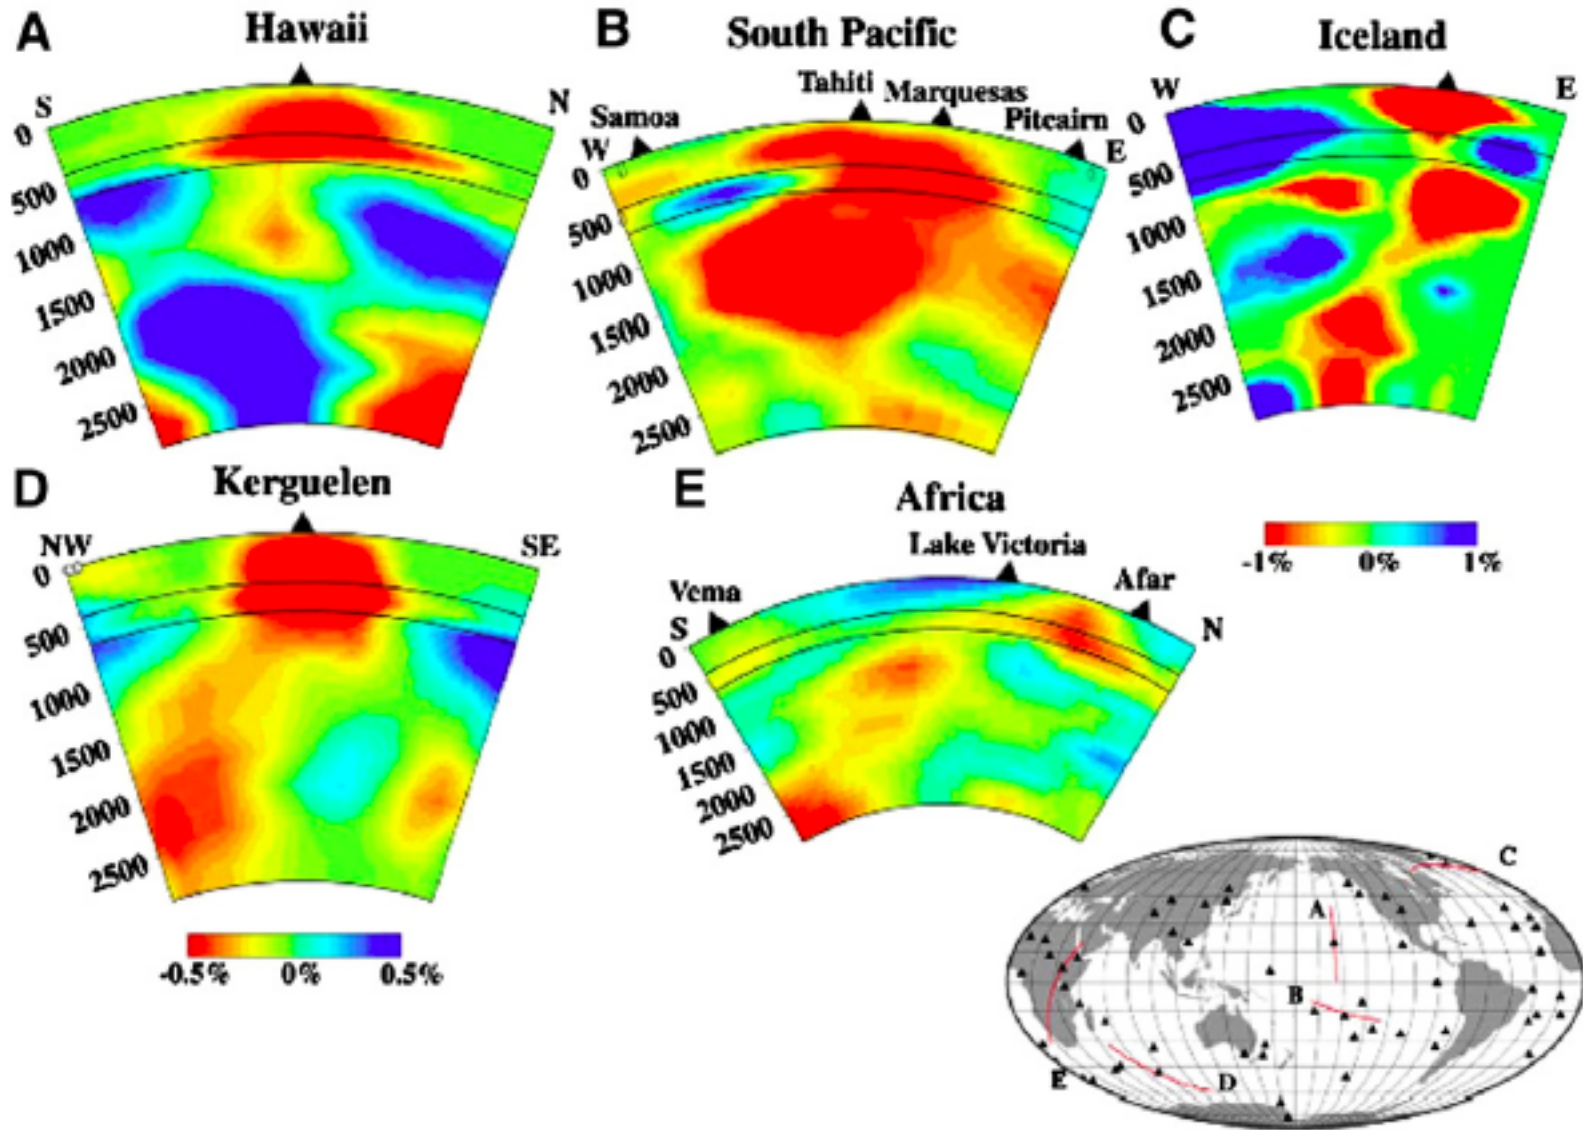 A
Hawaii
S
N
0
500
1000
1500
2000
2500
B
South Pacific
Tahiti
Marquesas
Samoa
Pitcairn
W
E
0
500
1000
1500
2000
2500
C
Iceland
W
E
0
500
1000
1500
2000
2500
D
Kerguelen
NW
SE
0
500
1000
1500
2000
2500
-0.5% 0% 0.5%
E
Africa
Lake Victoria
Vema
Afar
S
N
0
500
1000
1500
2000
2500
-1% 0% 1%
C
A
B
E
D